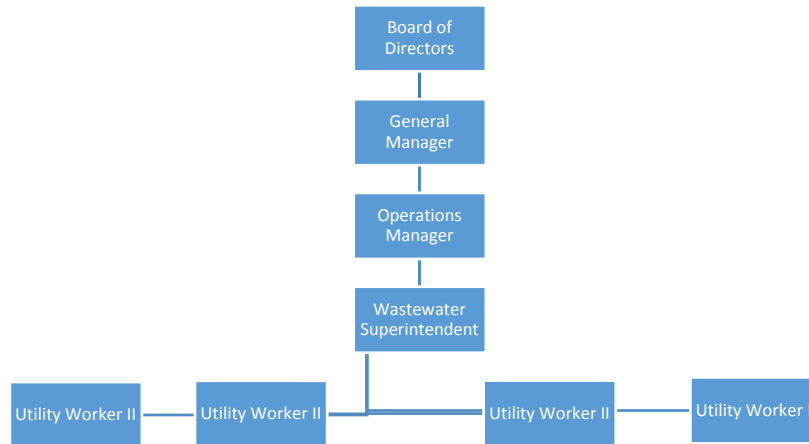 Board of
Directors
General
Manager
Operations
Manager
Wastewater
Superintendent
Utility Worker II
Utility Worker II
Utility Worker II
Utility Worker I